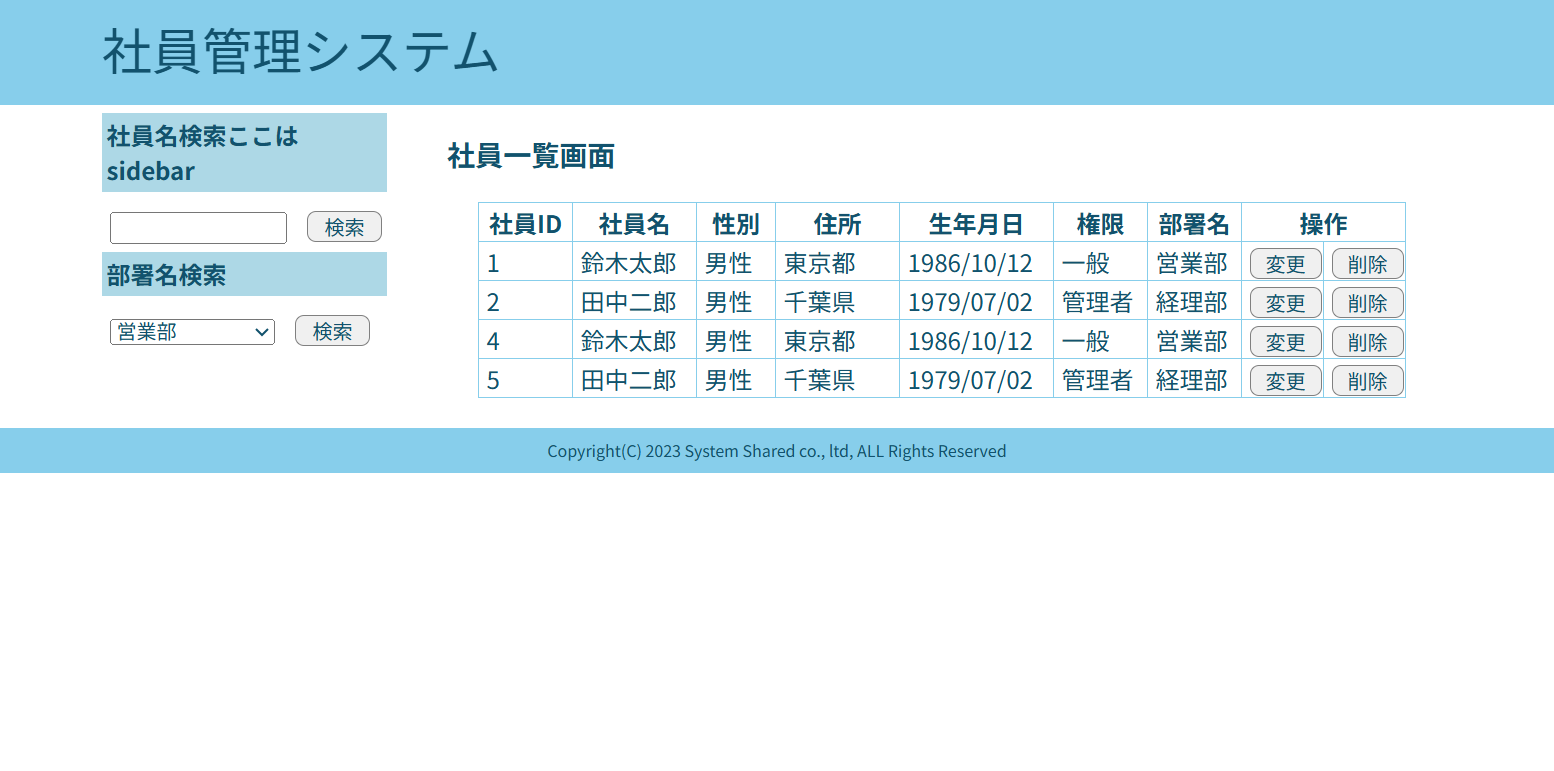 社員管理システム
社員名検索ここは
sidebar
検索
部署名検索
営業部 検索
社員一覧画面
社員ID 社員名 性別 住所 生年月日 権限 部署名 操作
1 鈴木太郎 男性 東京都 1986/10/12 一般 営業部 変更 削除
2 田中二郎 男性 千葉県 1979/07/02 管理者 経理部 変更 削除
4 鈴木太郎 男性 東京都 1986/10/12 一般 営業部 変更 削除
5 田中二郎 男性 千葉県 1979/07/02 管理者 経理部 変更 削除
Copyright(C) 2023 System Shared co., ltd, ALL Rights Reserved